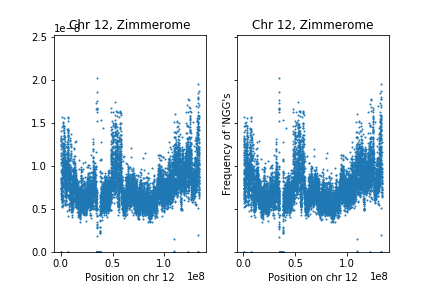 Chr 12, Zimmerome
Chr 12, Zimmerome
2.5
2.0
1.5
1.0
0.5
0.0
Frequency of 'NGG's
0.0 0.5 1.0
1e8
0.0 0.5 1.0
1e8
Position on chr 12
Position on chr 12